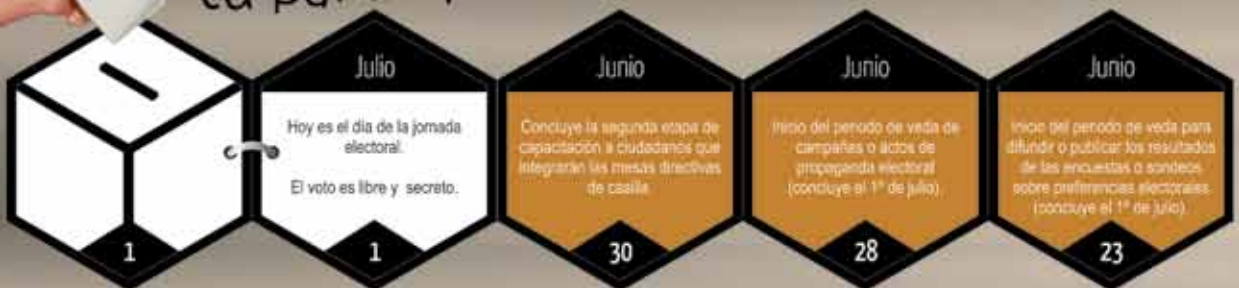 Julio
Hoy es el día de la jornada
electoral.
El voto es libre y secreto.
1
1
Junio
Concluye la segunda etapa de
capacitación a ciudadanos que
integrarán las mesas directivas
de casilla.
30
Junio
Inicio del periodo de veda de
campañas o actos de
propaganda electoral
(concluye el 1º de julio).
28
Junio
Inicio del periodo de veda para
difundir o publicar los resultados
de las encuestas o sondeos
sobre preferencias electorales
(concluye el 1º de julio).
23